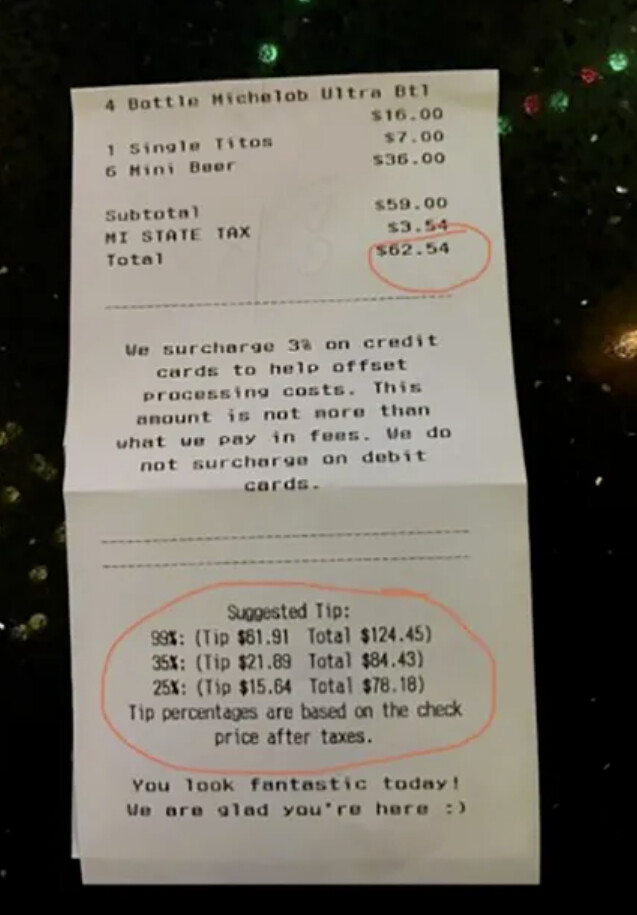 4 Bottle Michelob Ultra Btl
$16.00
1 Single Titos $7.00
6 Mini Beer $36.00
Subtotal $59.00
MI STATE TAX $3.54
Total $62.54
We surcharge 3% on credit
cards to help offset
processing costs. This
amount is not more than
what we pay in fees. We do
not surcharge on debit
cards.
Suggested Tip:
99%: (Tip $61.91 Total $124.45)
35%: (Tip $21.89 Total $84.43)
25%: (Tip $15.64 Total $78.18)
Tip percentages are based on the check
price after taxes.
You look fantastic today!
We are glad you're here :)